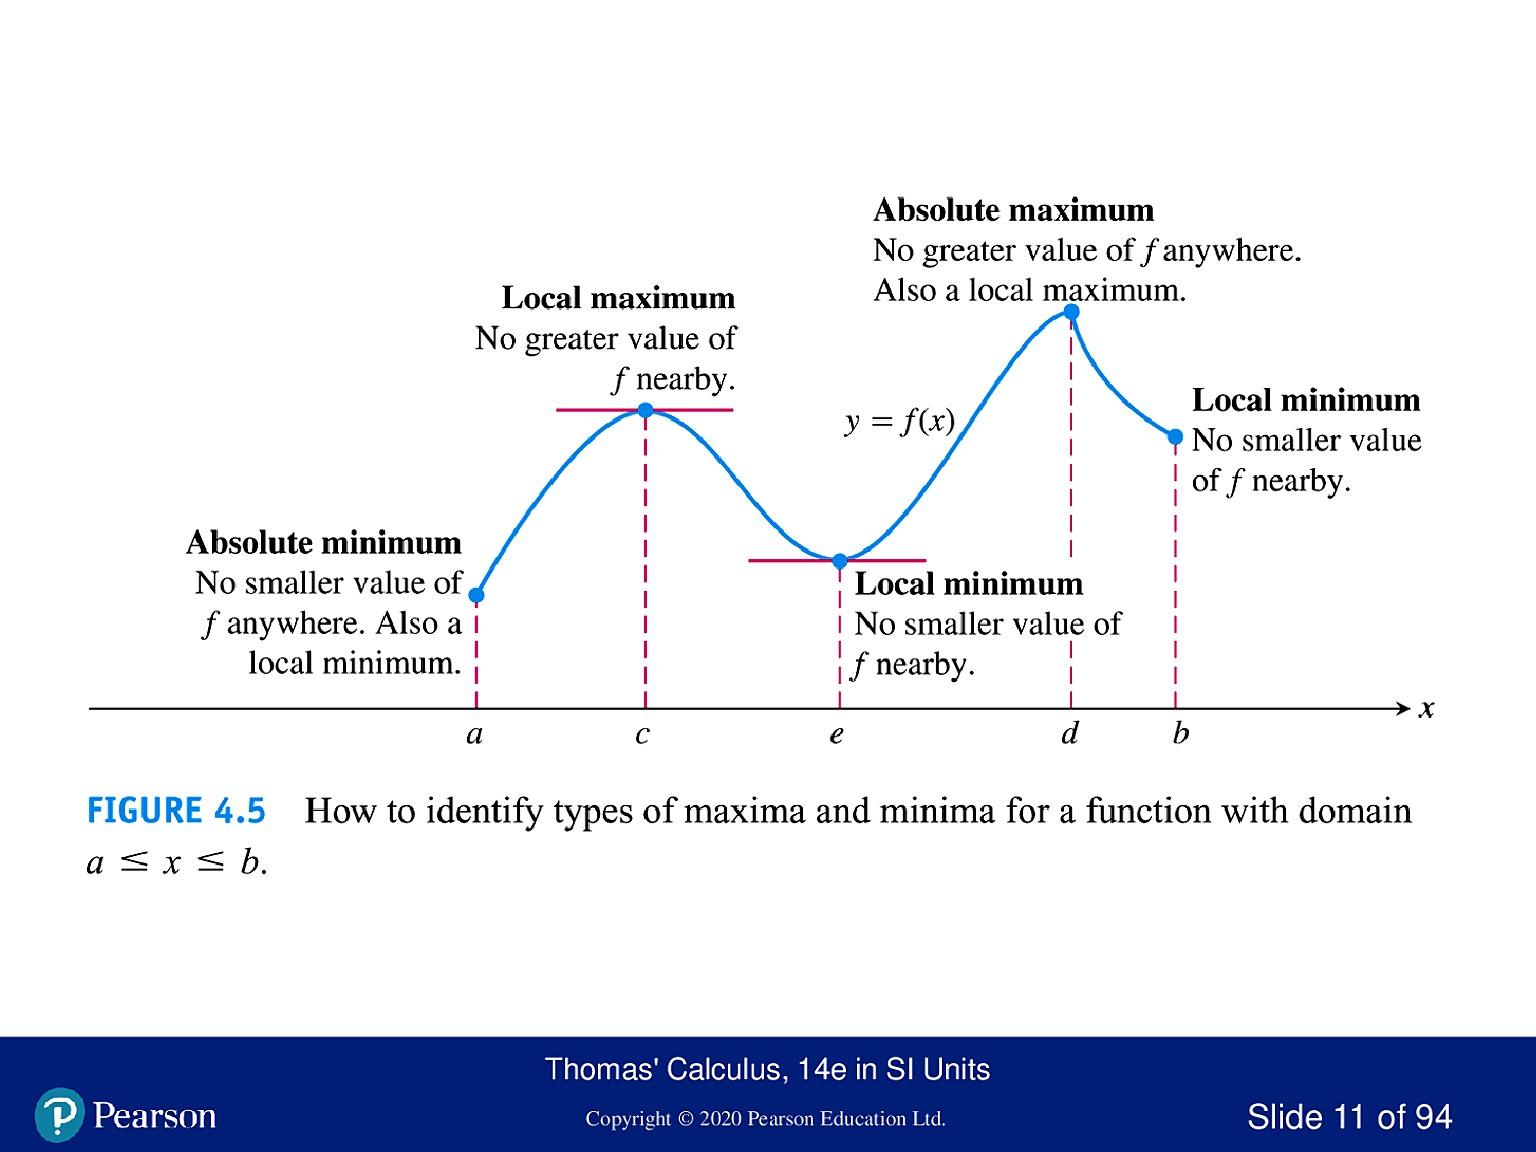 Absolute maximum
No greater value of f anywhere.
Also a local maximum.
Local maximum
No greater value of
f nearby.
y = f(x)
Local minimum
No smaller value
of f nearby.
Absolute minimum
No smaller value of
f anywhere. Also a
local minimum.
Local minimum
No smaller value of
f nearby.
x
a c e d b
FIGURE 4.5 How to identify types of maxima and minima for a function with domain
a ≦ x ≦ b.
Thomas' Calculus, 14e in SI Units
Pearson
Copyright © 2020 Pearson Education Ltd.
Slide 11 of 94